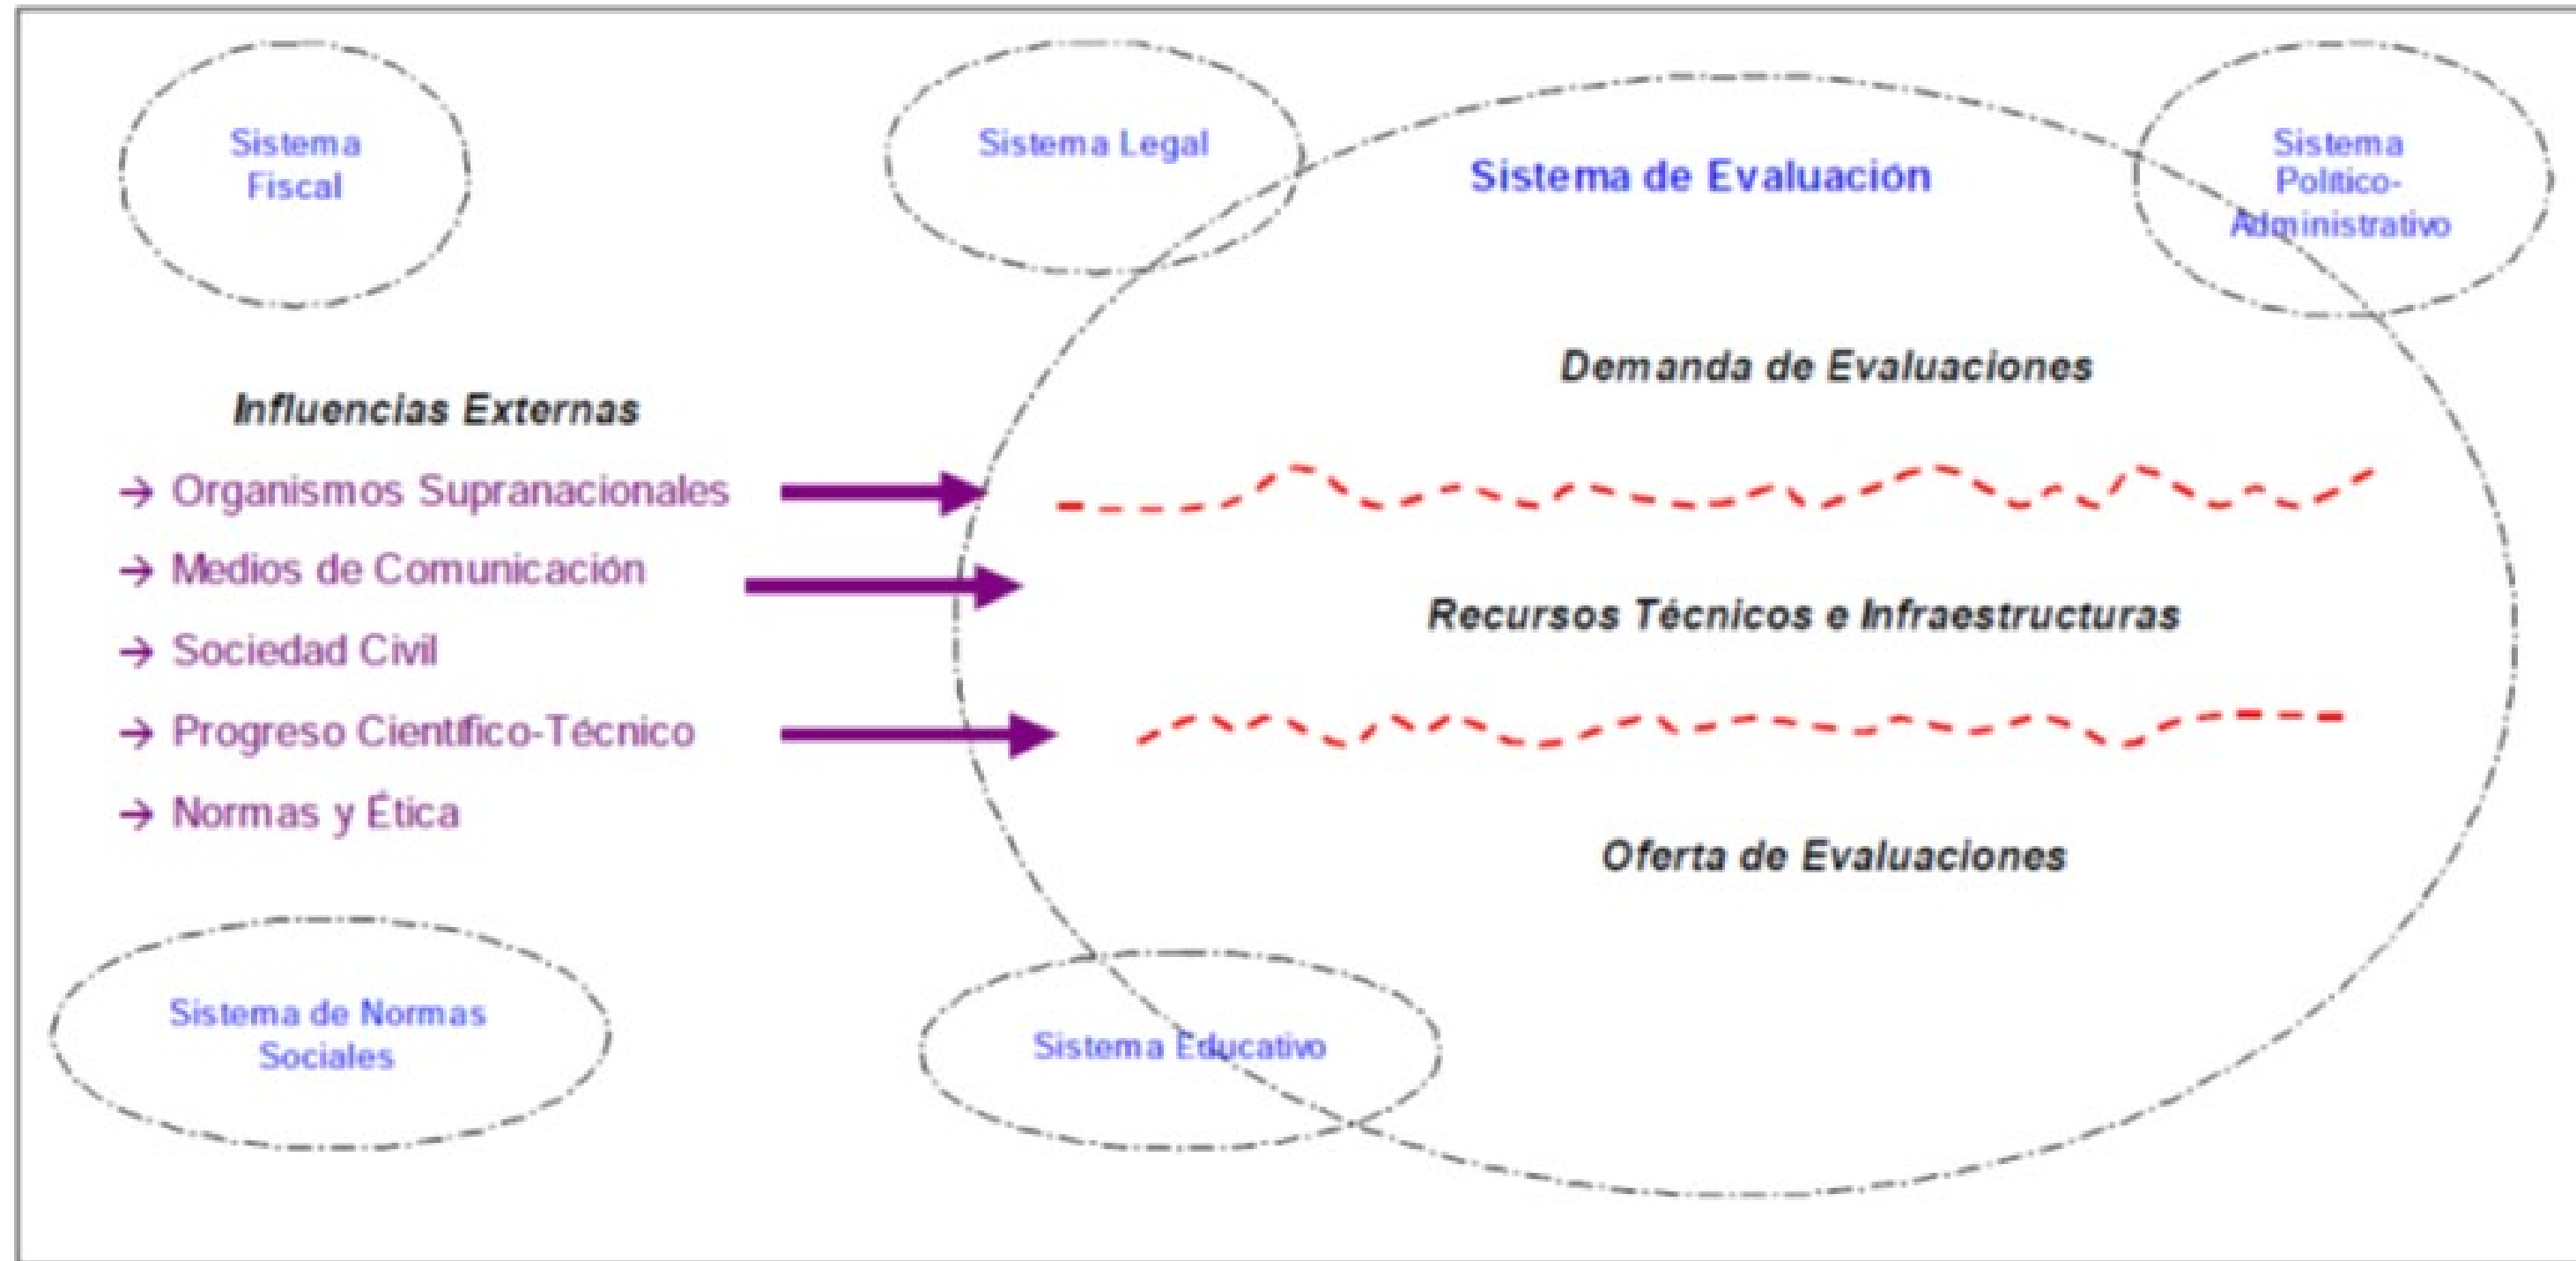 Sistema
Fiscal
Sistema Legal
Sistema de Evaluación
Sistema
Político-
Administrativo
Influencias Externas
→ Organismos Supranacionales
→ Medios de Comunicación
→ Sociedad Civil
→ Progreso Científico-Técnico
→ Normas y Ética
Demanda de Evaluaciones
Recursos Técnicos e Infraestructuras
Oferta de Evaluaciones
Sistema de Normas
Sociales
Sistema Educativo